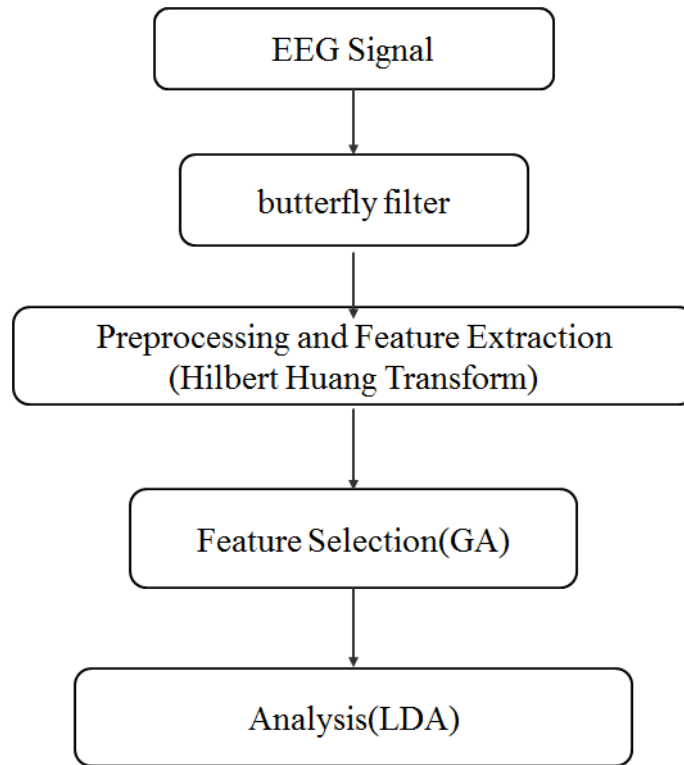 EEG Signal
butterfly filter
Preprocessing and Feature Extraction
(Hilbert Huang Transform)
Feature Selection(GA)
Analysis(LDA)